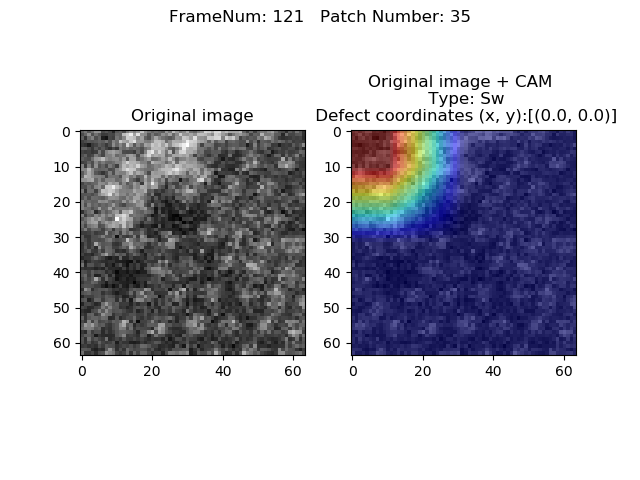 FrameNum: 121   Patch Number: 35
Original image
0
10
20
30
40
50
60
0 20 40 60
Original image + CAM
Type: Sw
Defect coordinates (x, y):[(0.0, 0.0)]
0
10
20
30
40
50
60
0 20 40 60